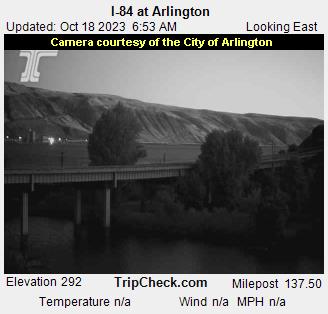 I-84 at Arlington
Updated: Oct 18 2023 6:53 AM Looking East
Camera courtesy of the City of Arlington
Elevation 292 TripCheck.com Milepost 137.50
Temperature n/a Wind n/a MPH n/a